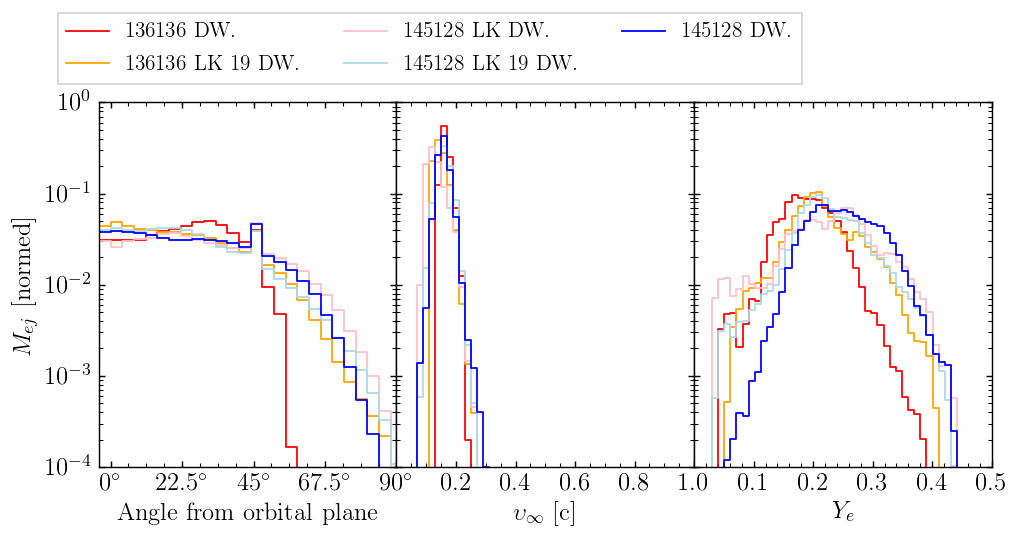 136136 DW. 145128 LK DW. 145128 DW.
136136 LK 19 DW. 145128 LK 19 DW.
10⁰
10⁻¹
10⁻²
10⁻³
10⁻⁴
M_ej [normed]
0° 22.5° 45° 67.5° 90° 0.2 0.4 0.6 0.8 1.0 0.1 0.2 0.3 0.4 0.5
Angle from orbital plane υ_∞ [c] Y_e